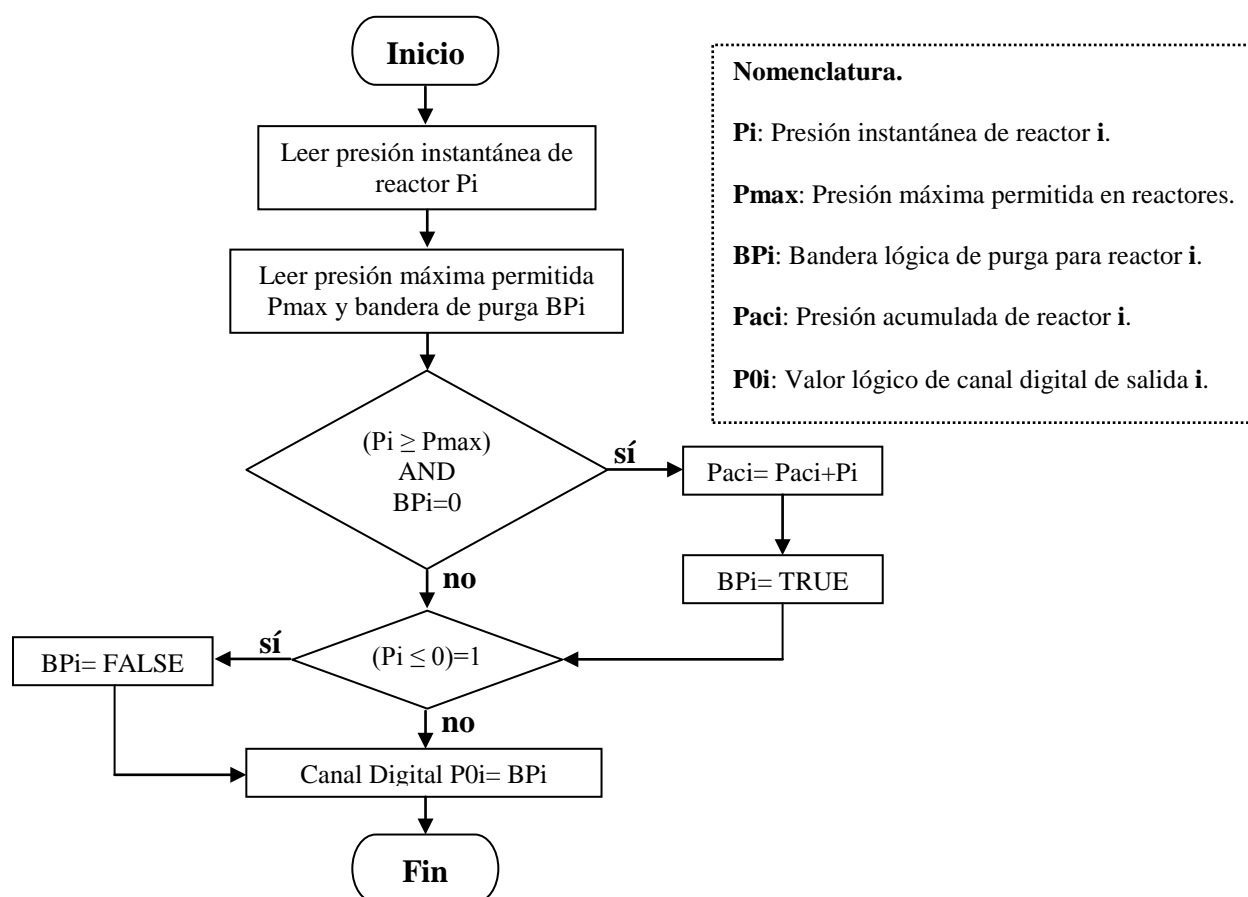 Inicio
Nomenclatura.
Pi: Presión instantánea de reactor i.
Pmax: Presión máxima permitida en reactores.
BPi: Bandera lógica de purga para reactor i.
Paci: Presión acumulada de reactor i.
P0i: Valor lógico de canal digital de salida i.
Leer presión instantánea de
reactor Pi
Leer presión máxima permitida
Pmax y bandera de purga BPi
(Pi ≥ Pmax)
AND
BPi=0
sí
Paci= Paci+Pi
BPi= TRUE
no
(Pi ≤ 0)=1
sí
BPi= FALSE
no
Canal Digital P0i= BPi
Fin